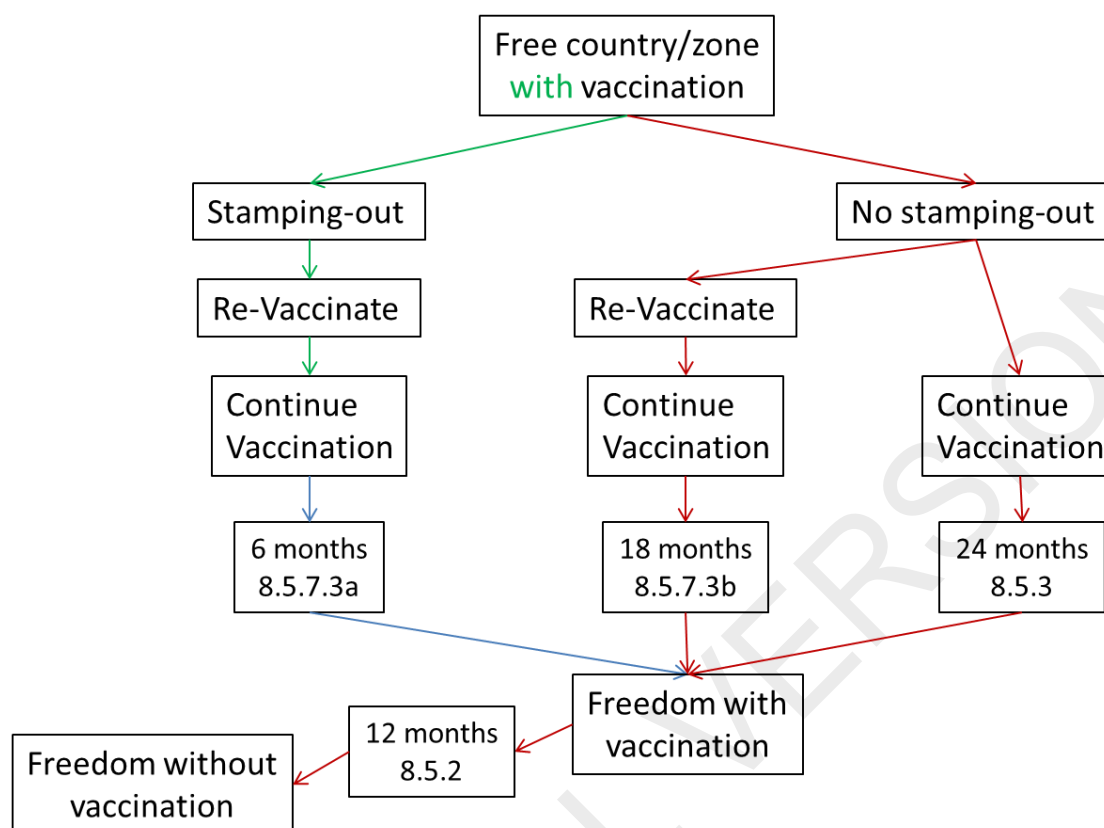 Free country/zone
with vaccination
Stamping-out
No stamping-out
Re-Vaccinate
Re-Vaccinate
Continue
Vaccination
Continue
Vaccination
Continue
Vaccination
6 months
8.5.7.3a
18 months
8.5.7.3b
24 months
8.5.3
Freedom with
vaccination
12 months
8.5.2
Freedom without
vaccination
VERSION